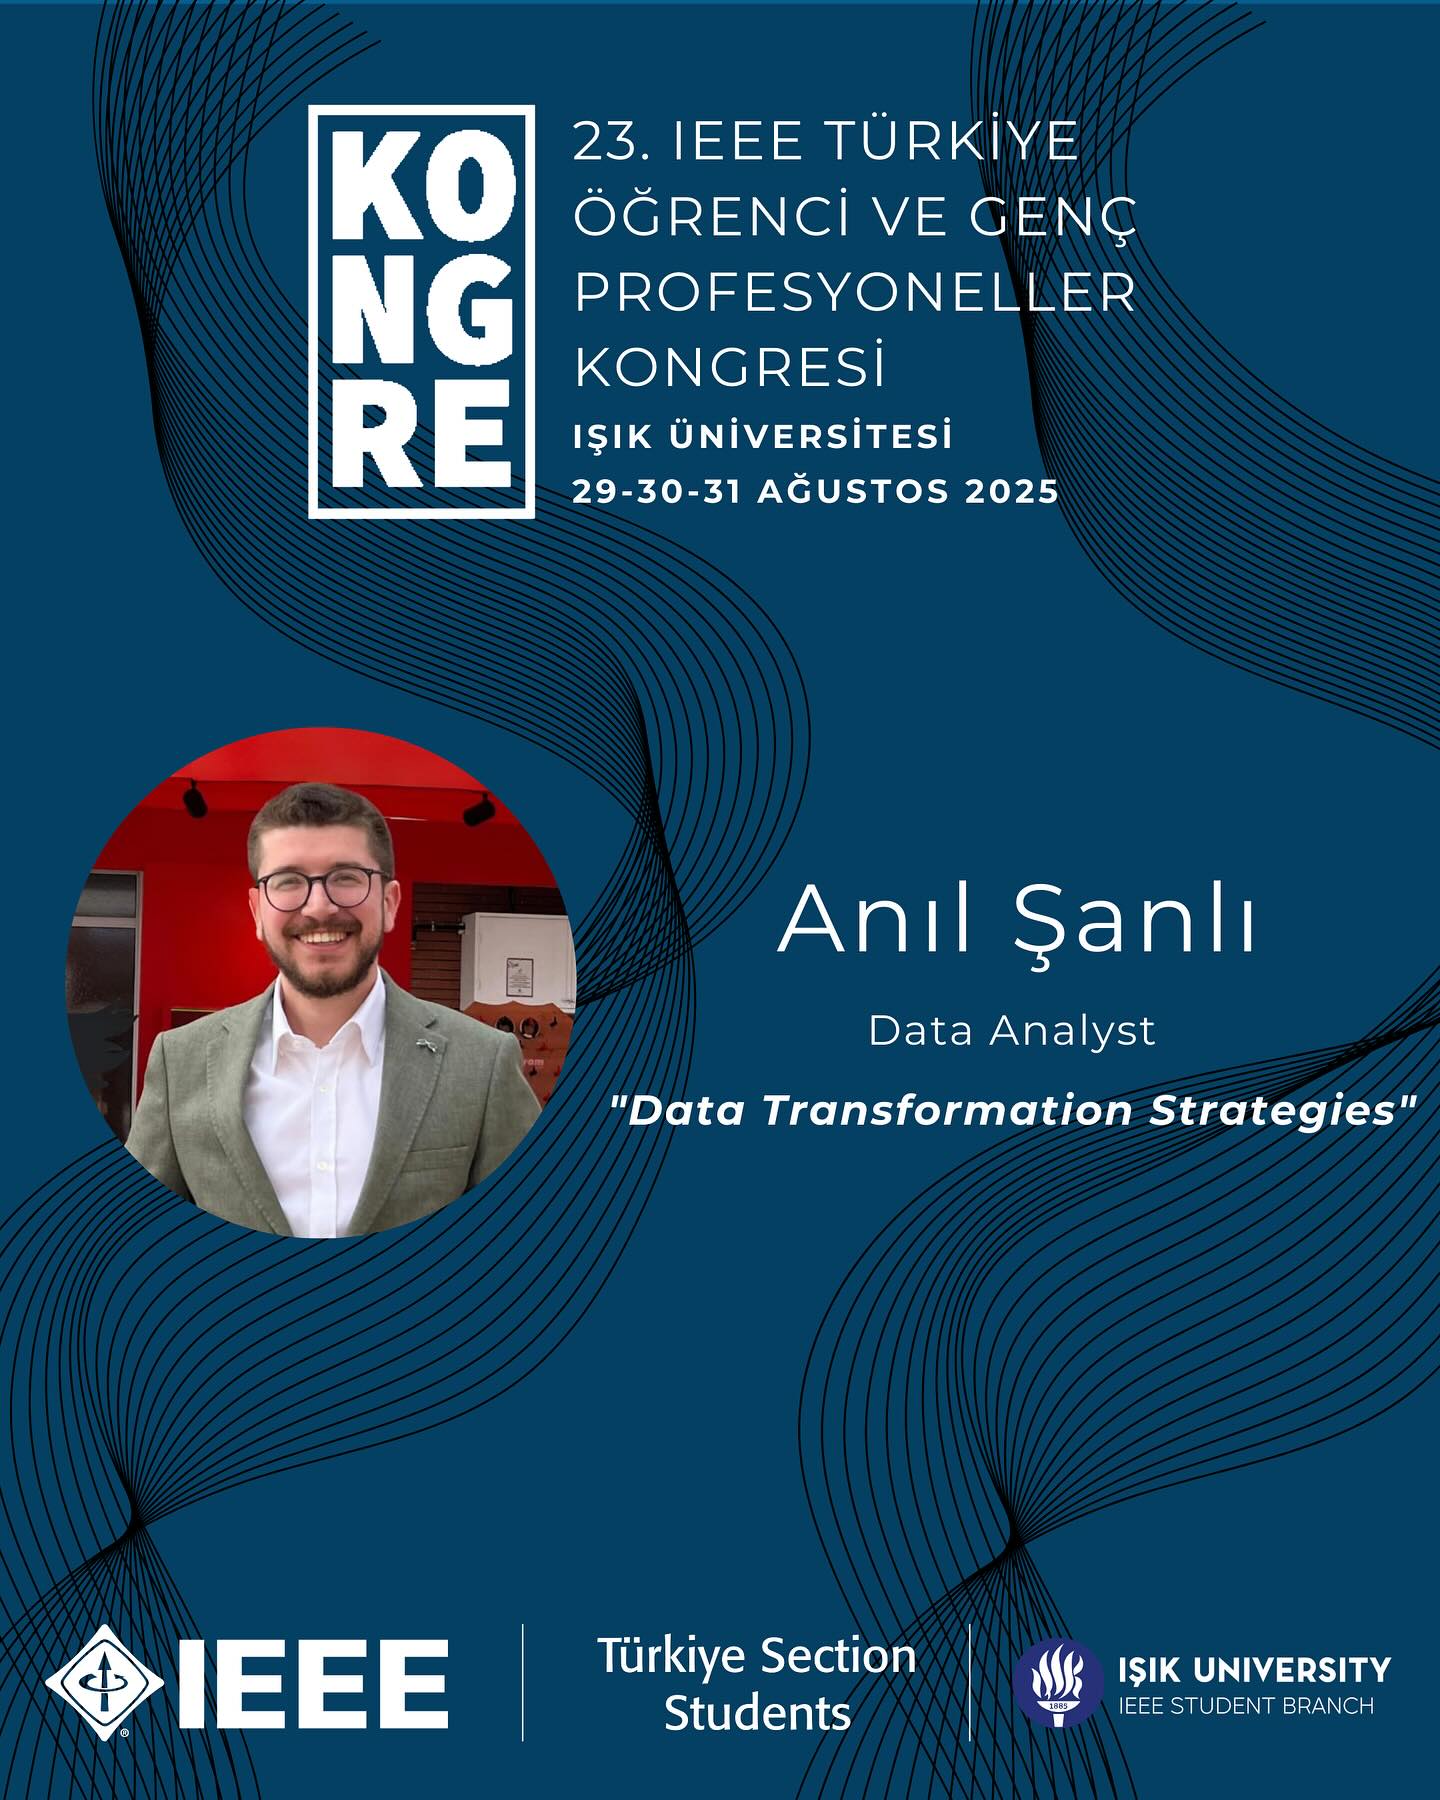 KO
NG
RE
23. IEEE TÜRKİYE
ÖĞRENCİ VE GENÇ
PROFESYONELLER
KONGRESİ
IŞIK ÜNİVERSİTESİ
29-30-31 AĞUSTOS 2025
Anıl Şanlı
Data Analyst
"Data Transformation Strategies"
IEEE
®
Türkiye Section
Students
1885
IŞIK UNIVERSITY
IEEE STUDENT BRANCH